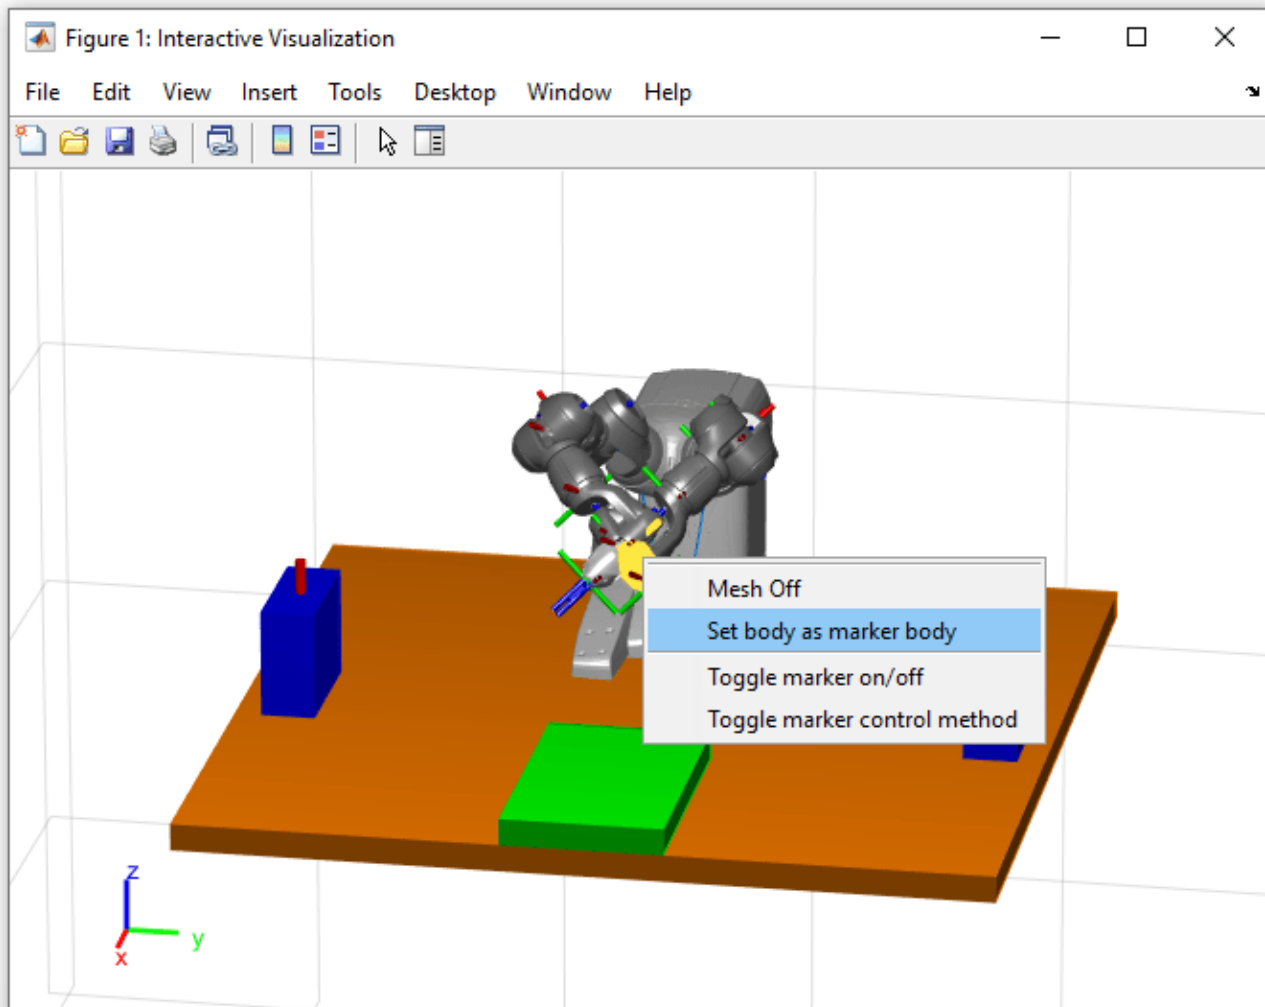 Figure 1: Interactive Visualization
File Edit View Insert Tools Desktop Window Help
Mesh Off
Set body as marker body
Toggle marker on/off
Toggle marker control method
z
y
x